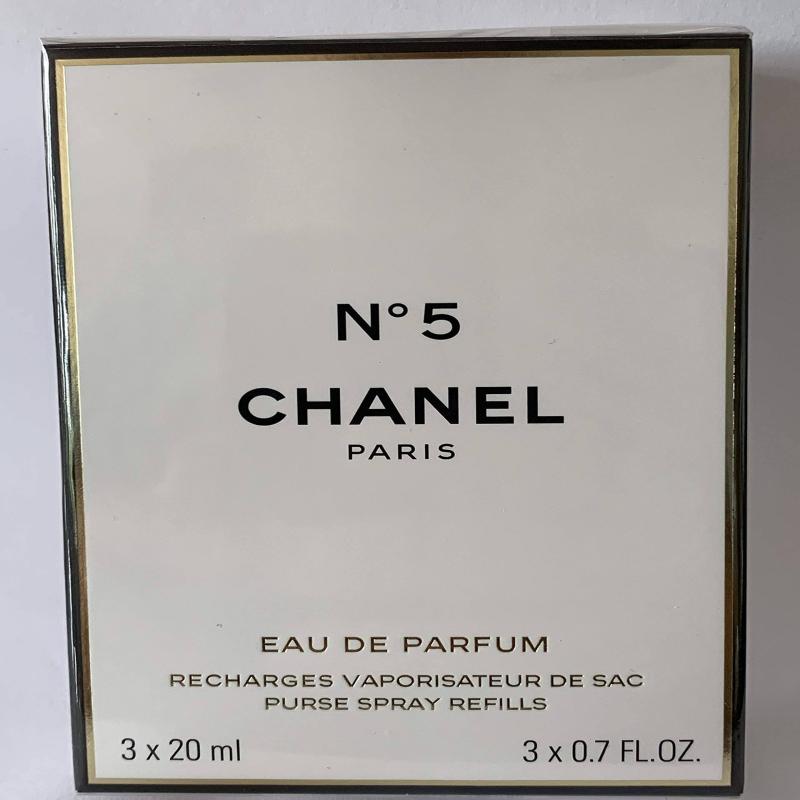 N° 5
CHANEL
PARIS
EAU DE PARFUM
RECHARGES VAPORISATEUR DE SAC
PURSE SPRAY REFILLS
3 x 20 ml 3 x 0.7 FL.OZ.